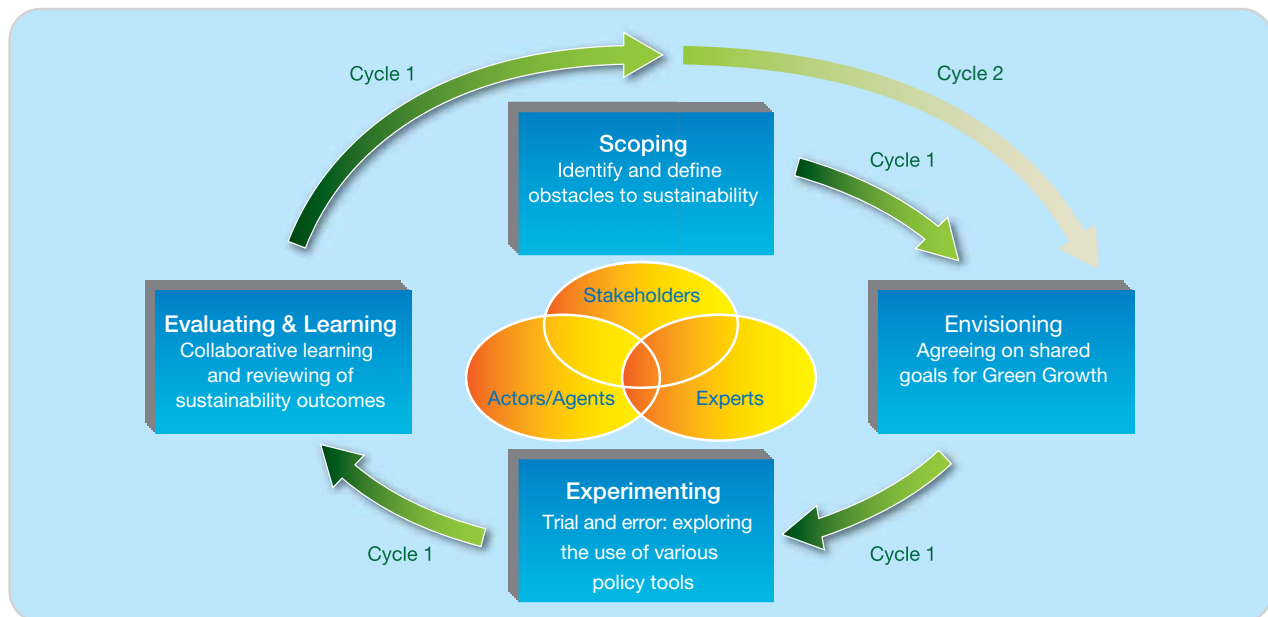 Cycle 1
Cycle 2
Scoping
Identify and define
obstacles to sustainability
Cycle 1
Stakeholders
Actors/Agents
Experts
Evaluating & Learning
Collaborative learning
and reviewing of
sustainability outcomes
Envisioning
Agreeing on shared
goals for Green Growth
Experimenting
Trial and error: exploring
the use of various
policy tools
Cycle 1
Cycle 1